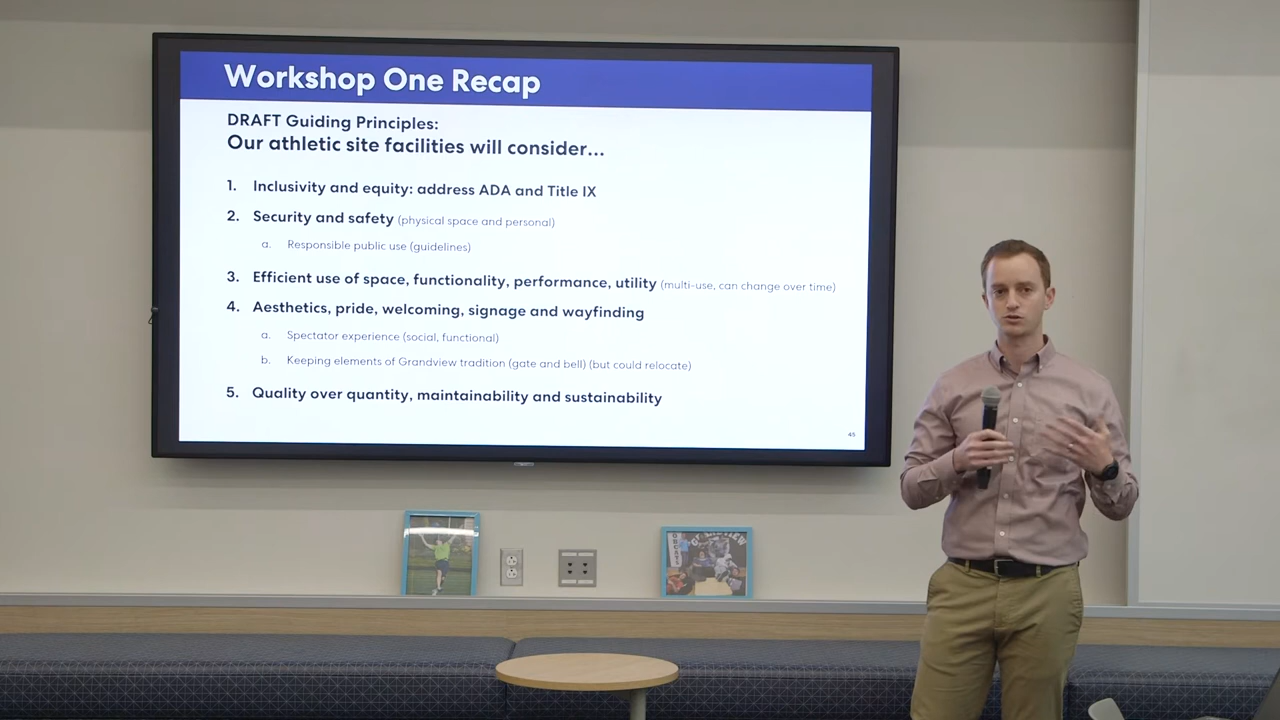 Workshop One Recap
DRAFT Guiding Principles:
Our athletic site facilities will consider...
1. Inclusivity and equity: address ADA and Title IX
2. Security and safety (physical space and personal)
a. Responsible public use (guidelines)
3. Efficient use of space, functionality, performance, utility (multi-use, can change over time)
4. Aesthetics, pride, welcoming, signage and wayfinding
a. Spectator experience (social, functional)
b. Keeping elements of Grandview tradition (gate and bell) (but could relocate)
5. Quality over quantity, maintainability and sustainability
45